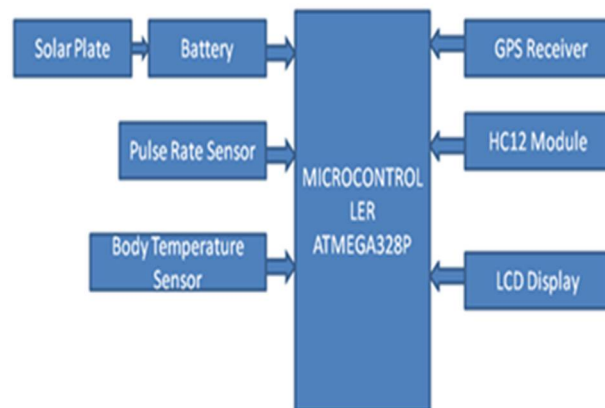 Solar Plate
Battery
GPS Receiver
Pulse Rate Sensor
HC12 Module
MICROCONTROL
LER
ATMEGA328P
Body Temperature
Sensor
LCD Display